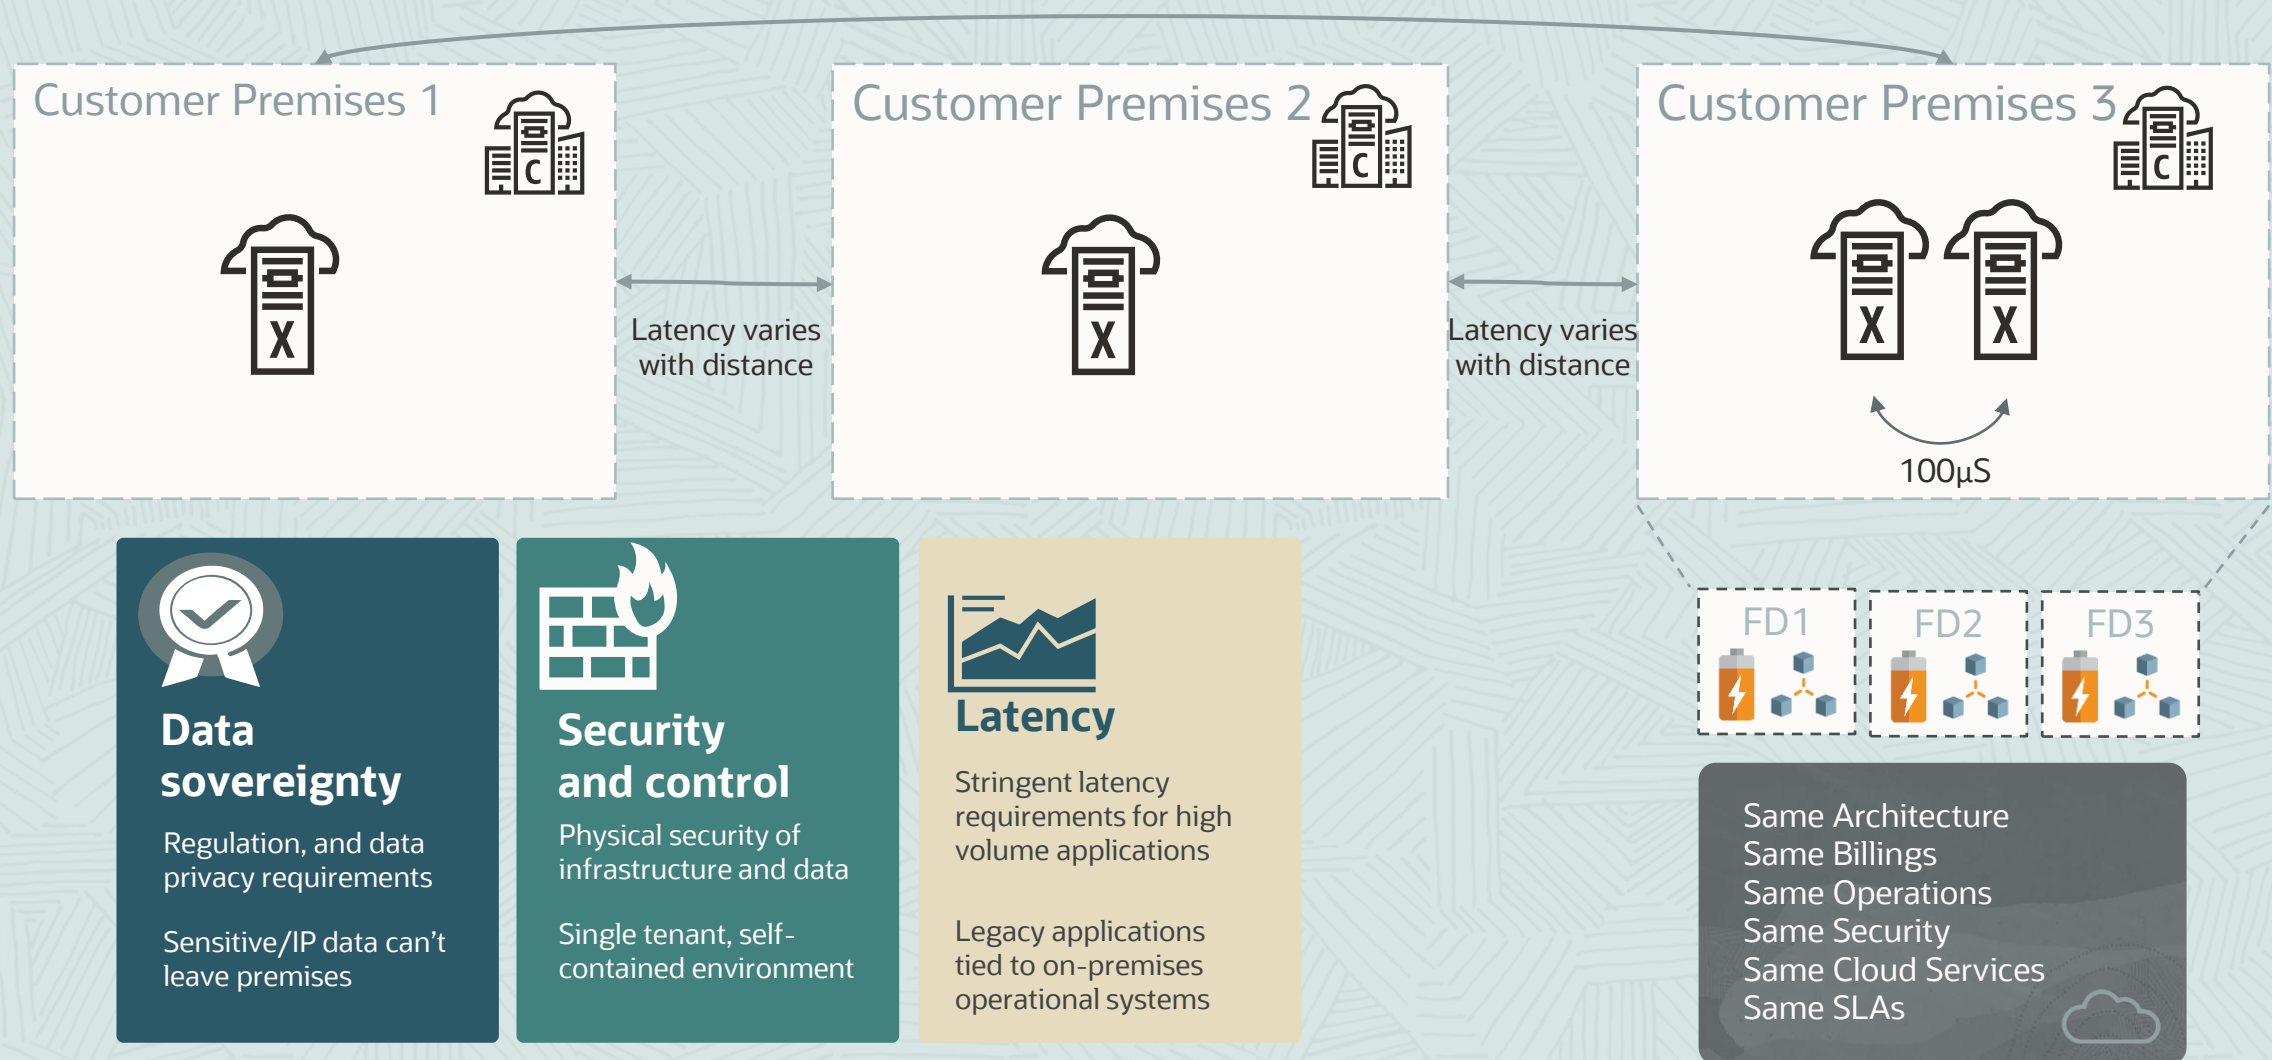 Customer Premises 1
C
X
Latency varies
with distance
Customer Premises 2
C
X
Latency varies
with distance
Customer Premises 3
C
X
X
100µS
Data
sovereignty
Regulation, and data
privacy requirements
Sensitive/IP data can't
leave premises
Security
and control
Physical security of
infrastructure and data
Single tenant, self-
contained environment
Latency
Stringent latency
requirements for high
volume applications
Legacy applications
tied to on-premises
operational systems
FD1
FD2
FD3
Same Architecture
Same Billings
Same Operations
Same Security
Same Cloud Services
Same SLAs